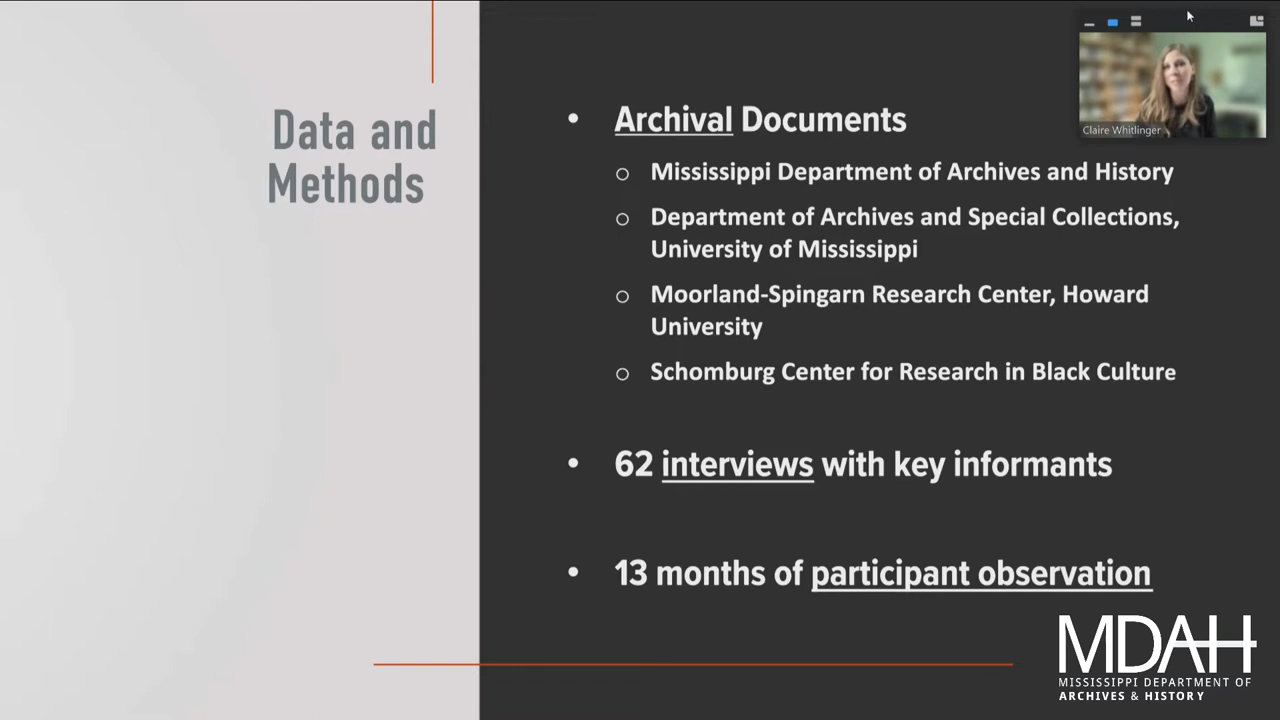 Data and
Methods
• Archival Documents
o Mississippi Department of Archives and History
o Department of Archives and Special Collections,
University of Mississippi
o Moorland-Spingarn Research Center, Howard
University
o Schomburg Center for Research in Black Culture
• 62 interviews with key informants
• 13 months of participant observation
Claire Whitlinger
MDAH
MISSISSIPPI DEPARTMENT OF
ARCHIVES & HISTORY